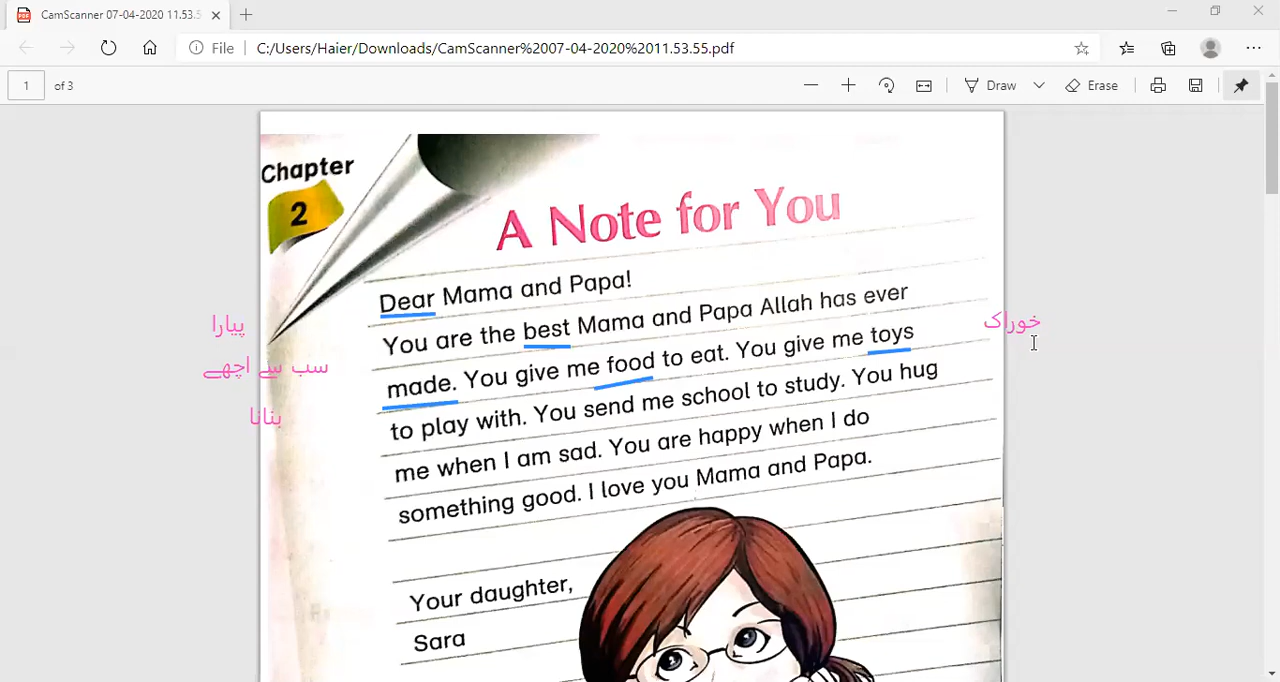 CamScanner 07-04-2020 11.53.5
File C:/Users/Haier/Downloads/CamScanner%2007-04-2020%2011.53.55.pdf
1 of 3
Draw
Erase
Chapter
2
A Note for You
Dear Mama and Papa!
You are the best Mama and Papa Allah has ever
made. You give me food to eat. You give me toys
to play with. You send me school to study. You hug
me when I am sad. You are happy when I do
something good. I love you Mama and Papa.
Your daughter,
Sara
پیارا
سب سے اچھے
بنانا
خوراک